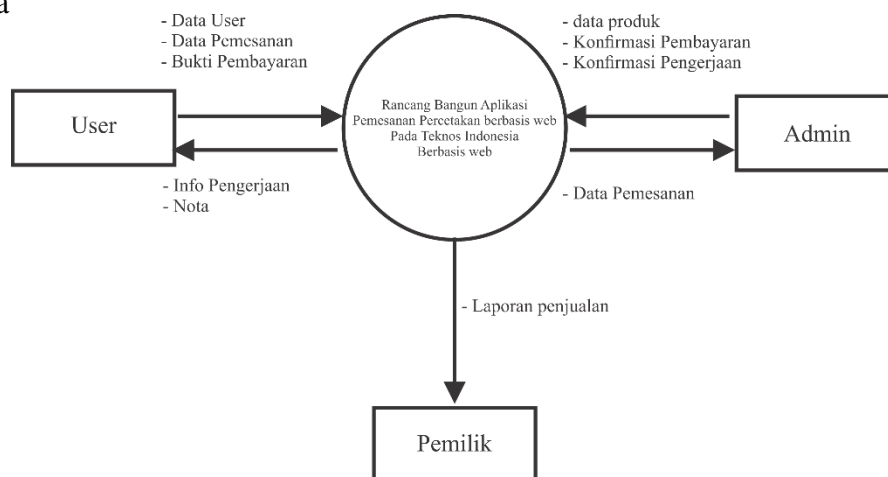 a
- Data User
- Data Pemesanan
- Bukti Pembayaran
- data produk
- Konfirmasi Pembayaran
- Konfirmasi Pengerjaan
User
Rancang Bangun Aplikasi
Pemesanan Percetakan berbasis web
Pada Teknos Indonesia
Berbasis web
Admin
- Info Pengerjaan
- Nota
- Data Pemesanan
- Laporan penjualan
Pemilik